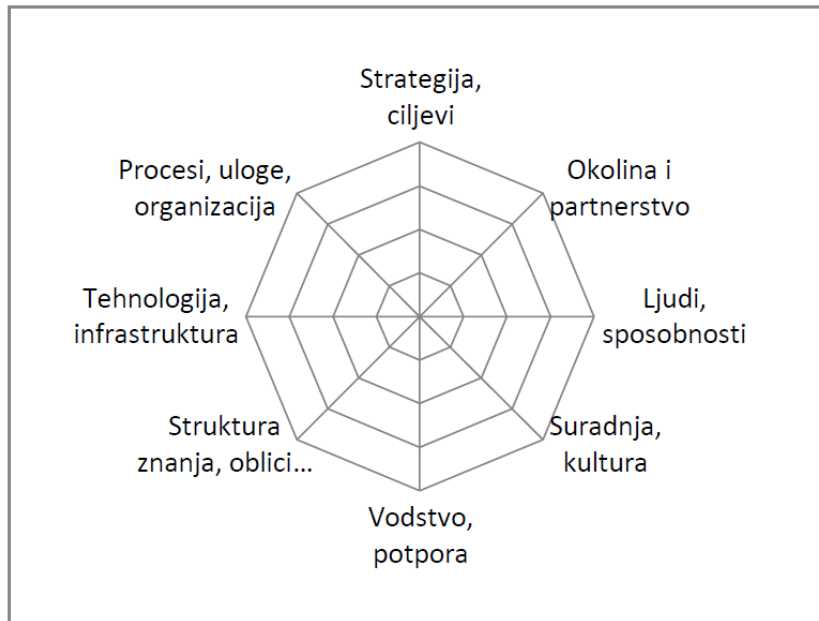 Strategija,
ciljevi
Procesi, uloge,
organizacija
Okolina i
partnerstvo
Tehnologija,
infrastruktura
Ljudi,
sposobnosti
Struktura
znanja, oblici...
Suradnja,
kultura
Vodstvo,
potpora